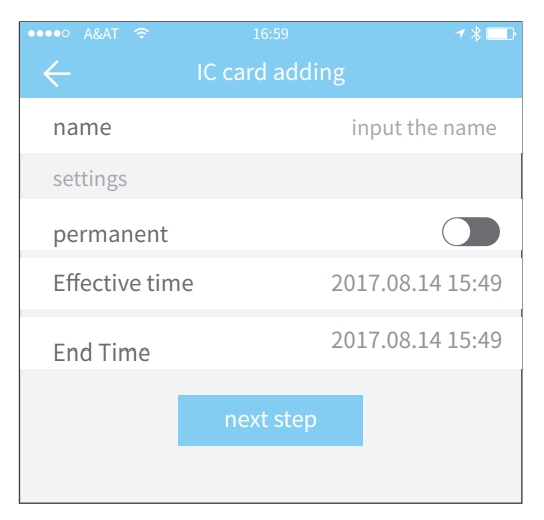 A&AT 16:59
IC card adding
name input the name
settings
permanent
Effective time 2017.08.14 15:49
End Time 2017.08.14 15:49
next step